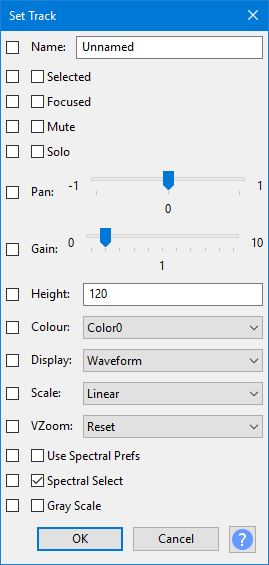 Set Track
Name: Unnamed
Selected
Focused
Mute
Solo
Pan: -1 1
0
Gain: 0 10
1
Height: 120
Colour: Color0
Display: Waveform
Scale: Linear
VZoom: Reset
Use Spectral Prefs
Spectral Select
Gray Scale
OK Cancel ?